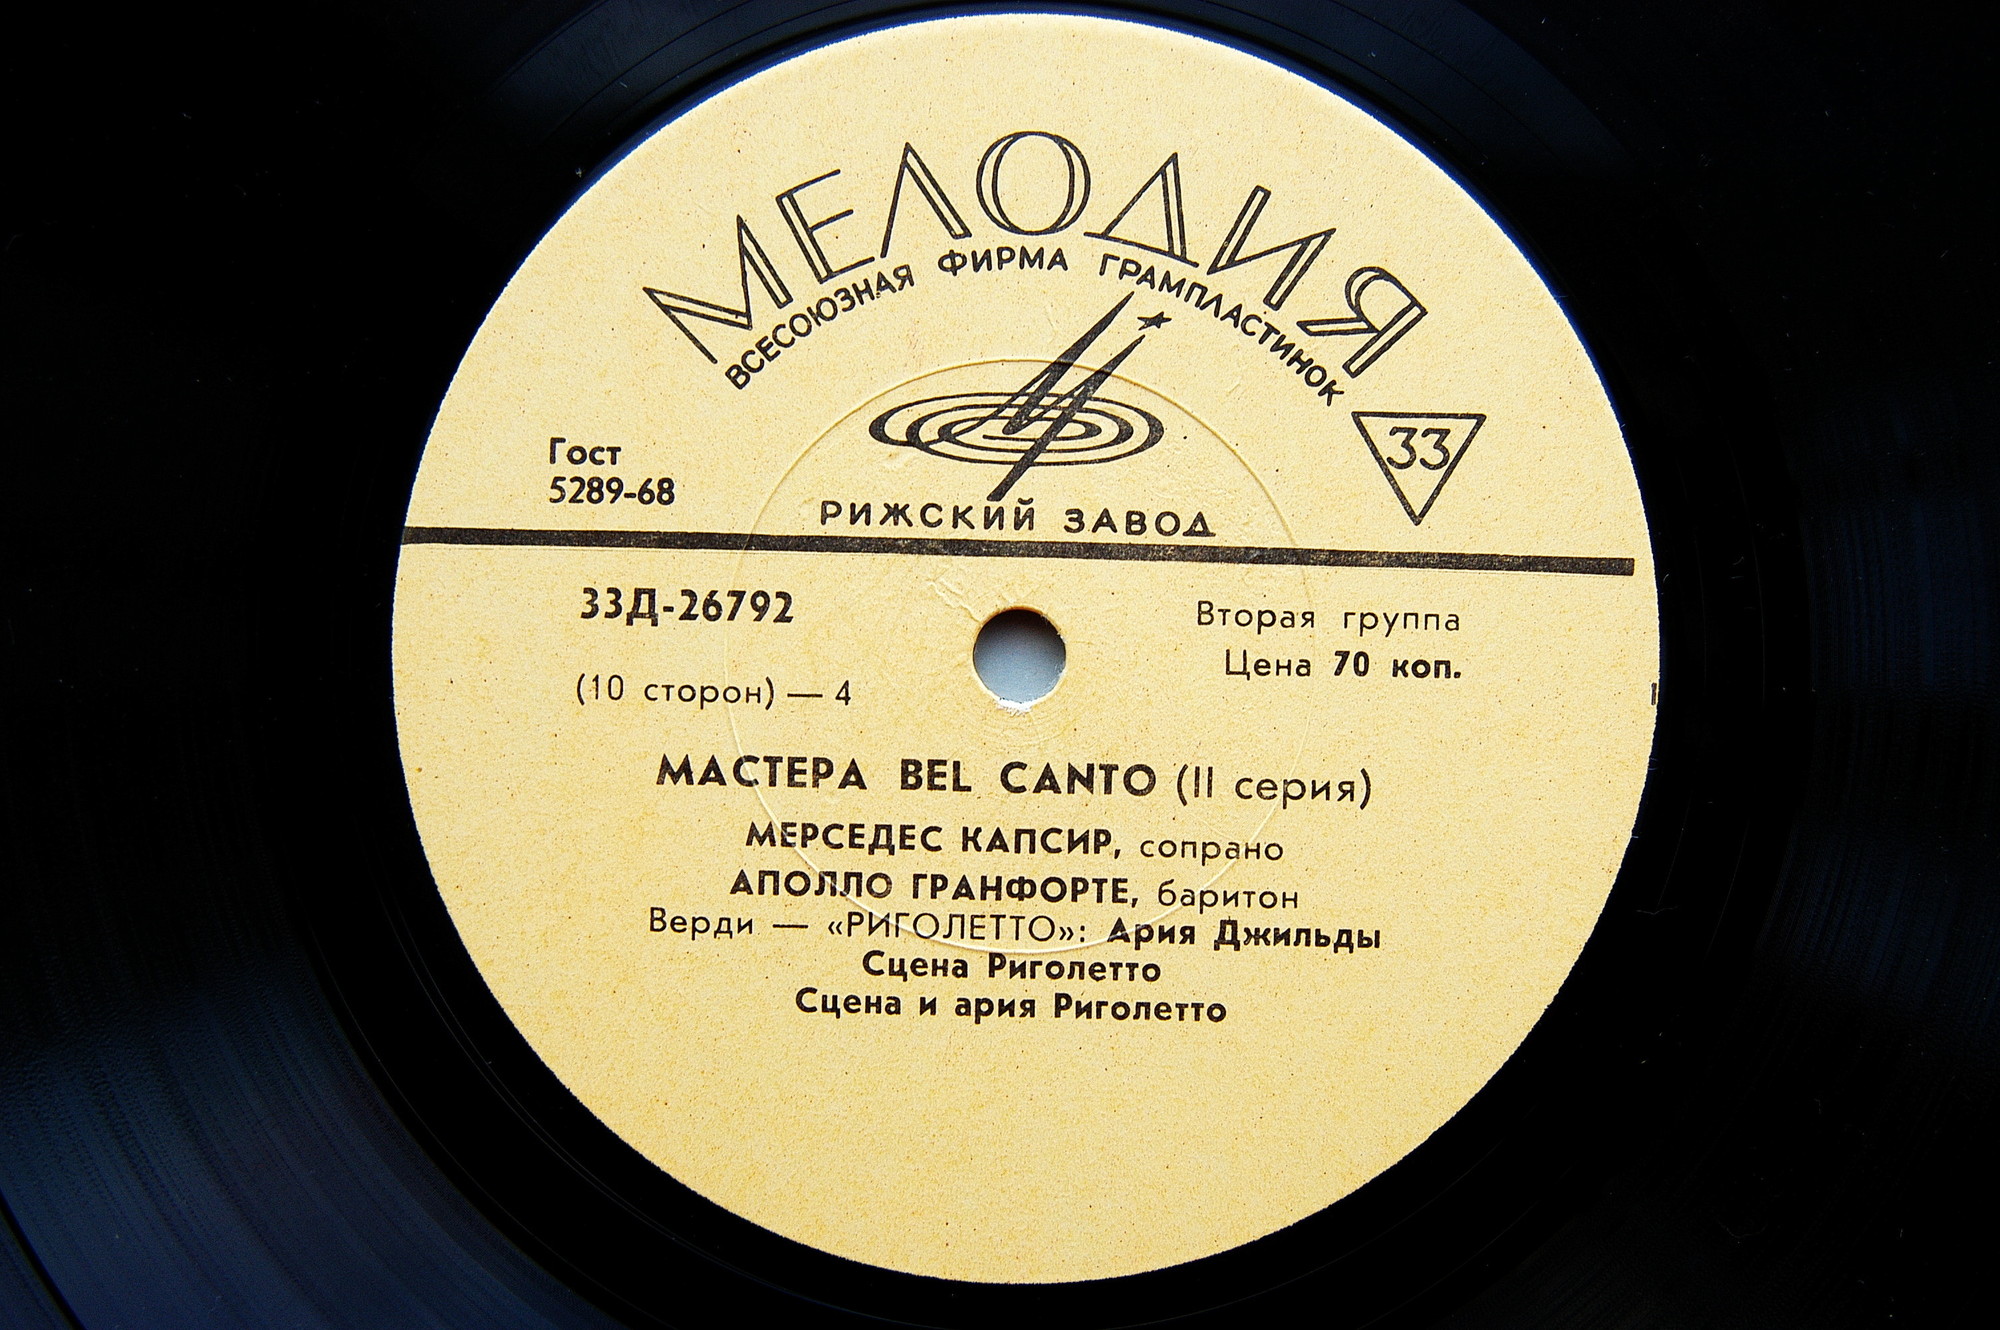 МЕЛОДИЯ
ВСЕСОЮЗНАЯ ФИРМА ГРАМПЛАСТИНОК
33
Гост
5289-68
РИЖСКИЙ ЗАВОД
33Д-26792
(10 сторон) — 4
Вторая группа
Цена 70 коп.
МАСТЕРА BEL CANTO (II серия)
МЕРСЕДЕС КАПСИР, сопрано
АПОЛЛО ГРАНФОРТЕ, баритон
Верди — «РИГОЛЕТТО»: Ария Джильды
Сцена Риголетто
Сцена и ария Риголетто